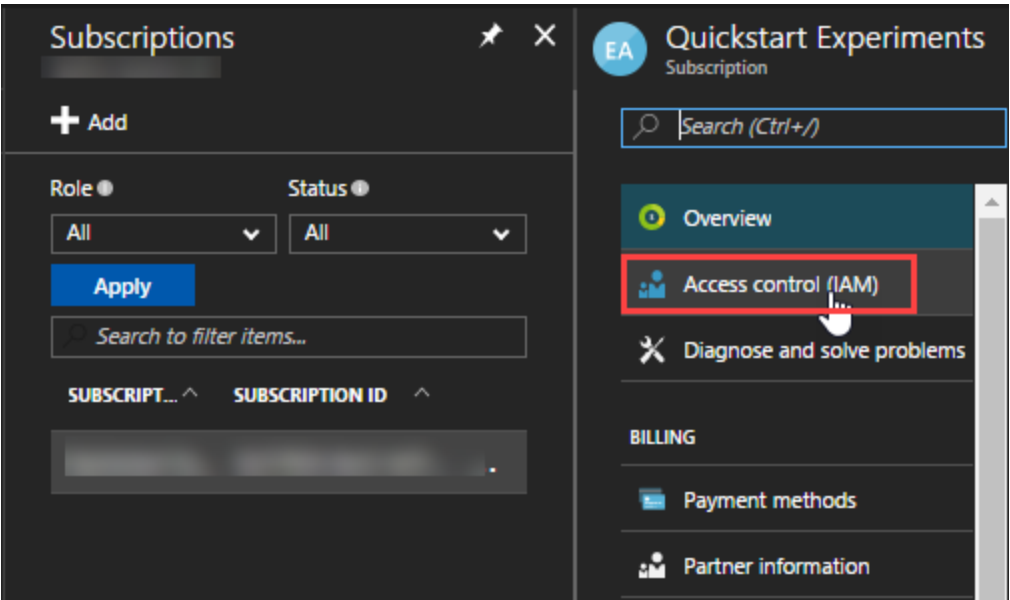 Subscriptions
Add
Role
Status
All
All
Apply
Search to filter items...
SUBSCRIPT...
SUBSCRIPTION ID
EA
Quickstart Experiments
Subscription
Search (Ctrl+/)
Overview
Access control (IAM)
Diagnose and solve problems
BILLING
Payment methods
Partner information